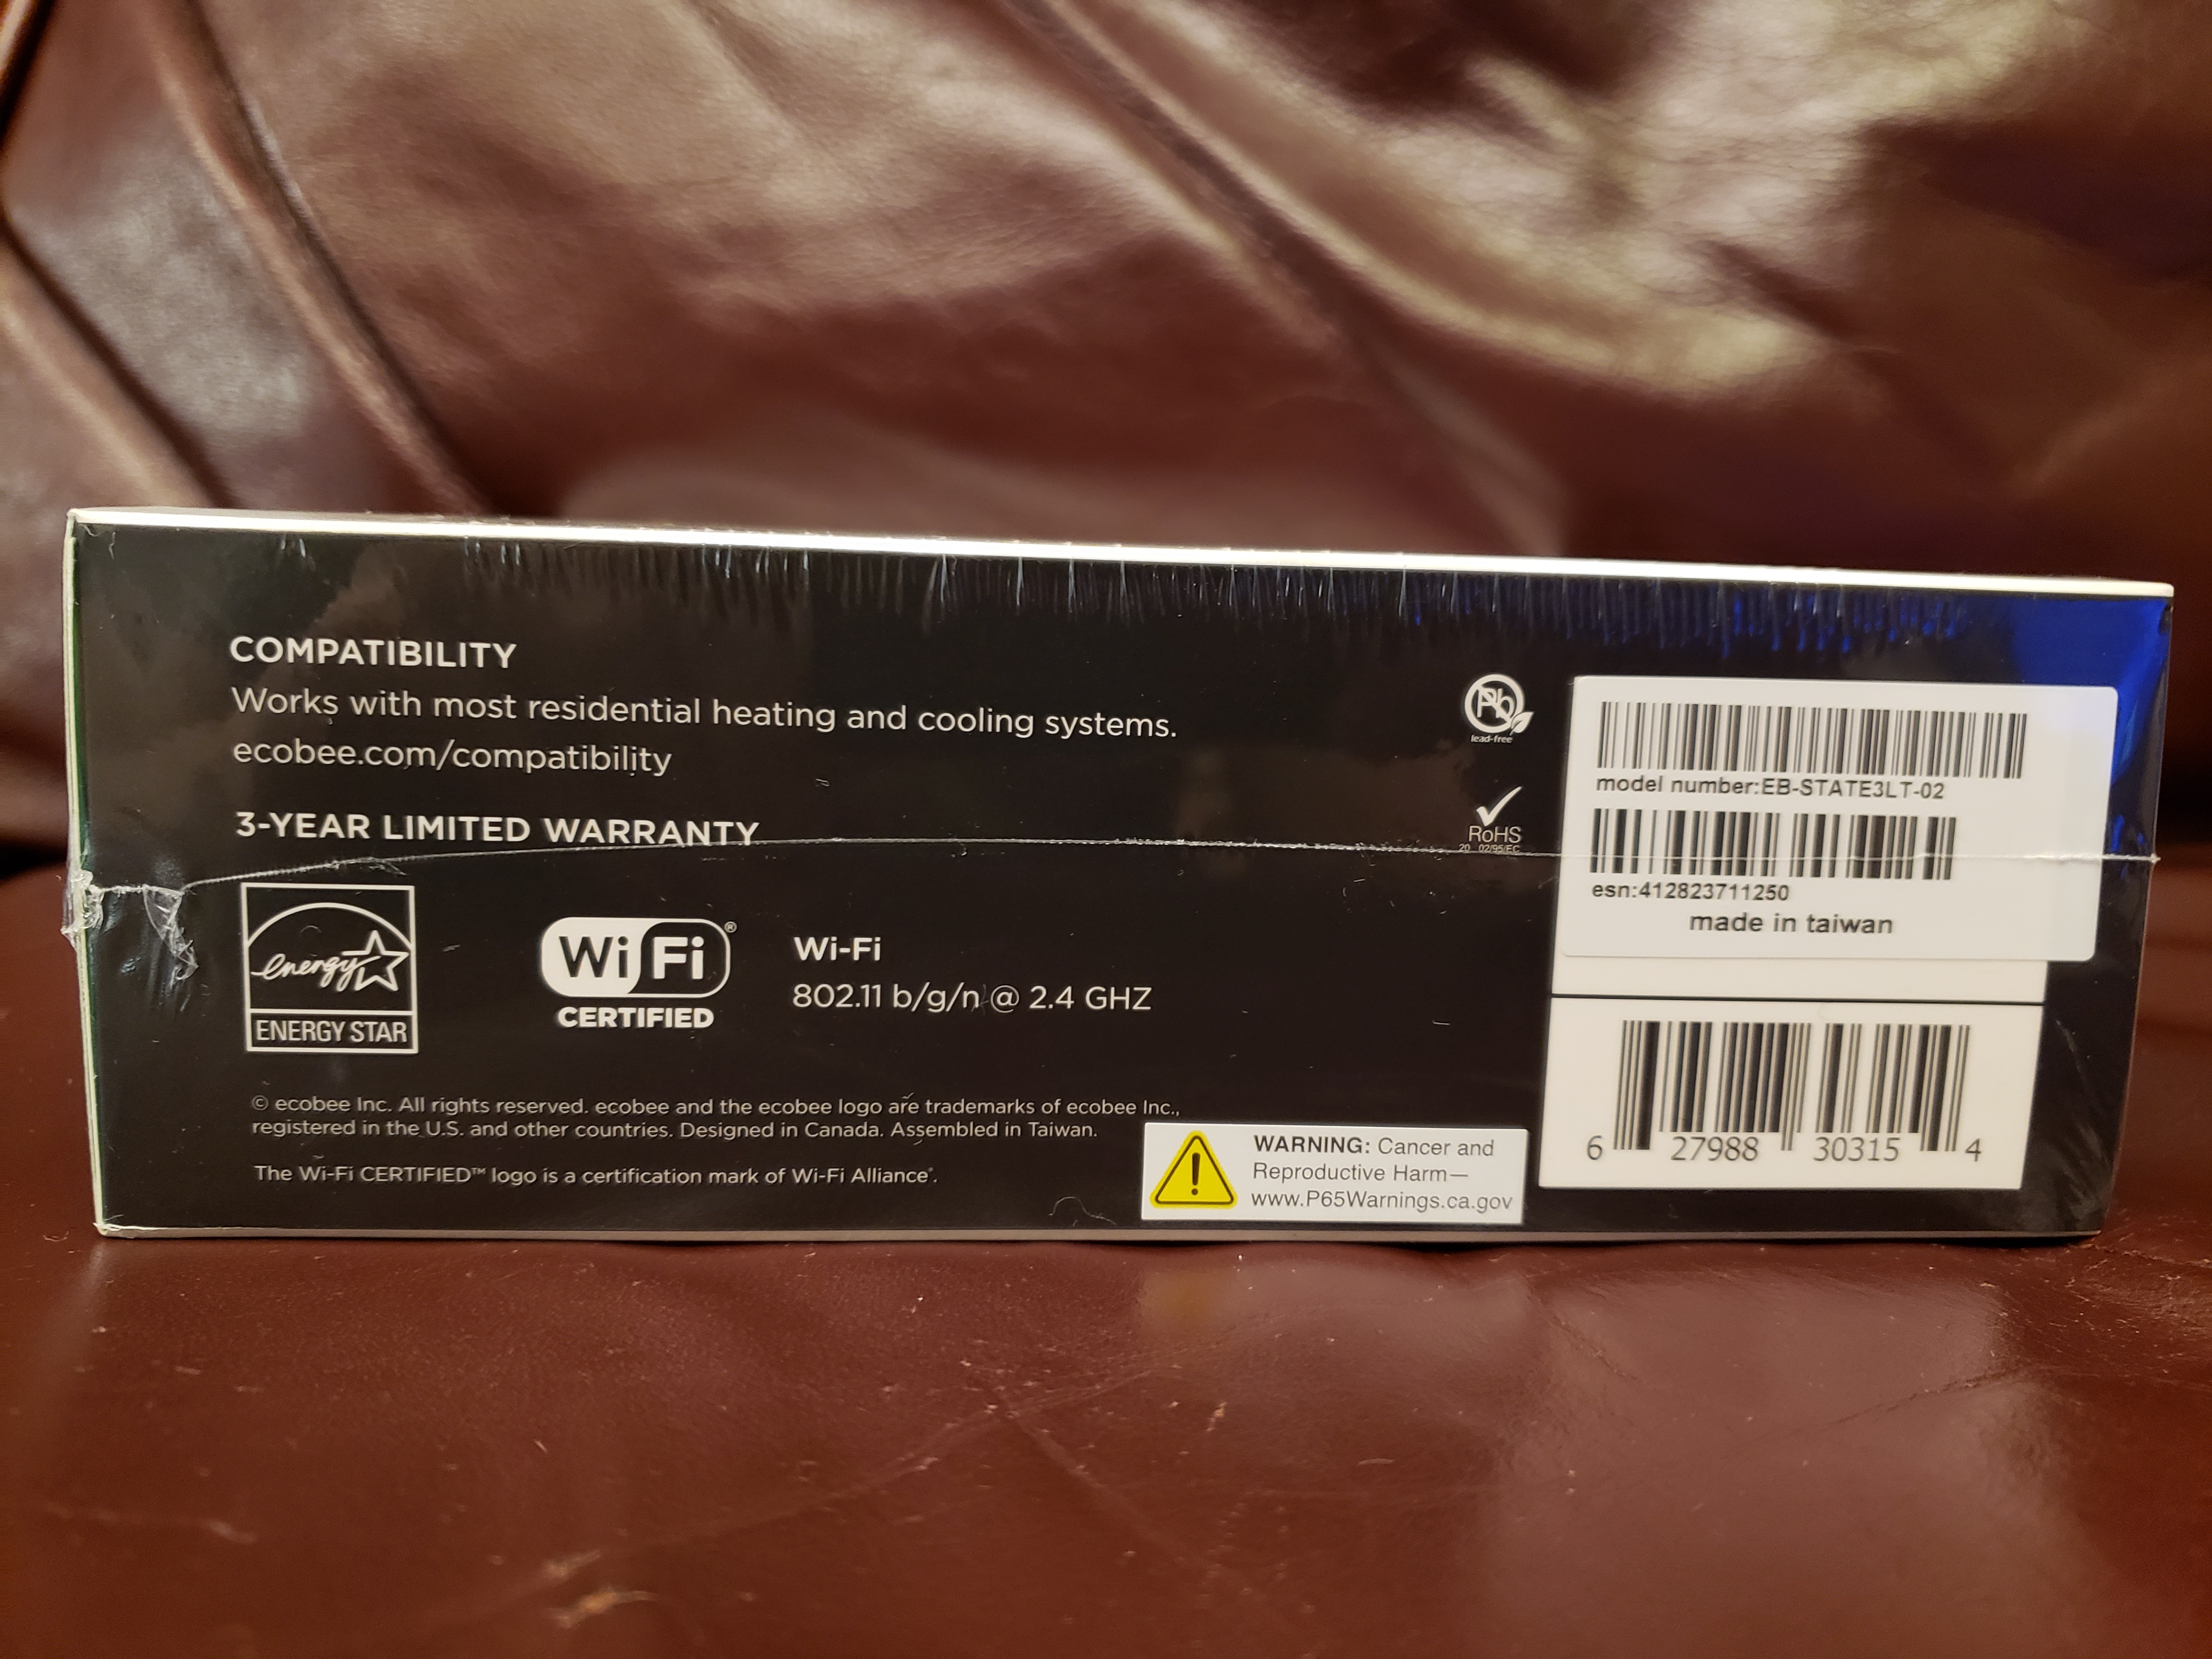 COMPATIBILITY
Works with most residential heating and cooling systems.
ecobee.com/compatibility
3-YEAR LIMITED WARRANTY
energy
ENERGY STAR
WiFi®
CERTIFIED
Wi-Fi
802.11 b/g/n @ 2.4 GHZ
© ecobee Inc. All rights reserved. ecobee and the ecobee logo are trademarks of ecobee Inc.,
registered in the U.S. and other countries. Designed in Canada. Assembled in Taiwan.
The Wi-Fi CERTIFIED™ logo is a certification mark of Wi-Fi Alliance®.
Pb
lead-free
RoHS
WARNING: Cancer and
Reproductive Harm—
www.P65Warnings.ca.gov
model number:EB-STATE3LT-02
esn:412823711250
made in taiwan
6 27988 30315 4